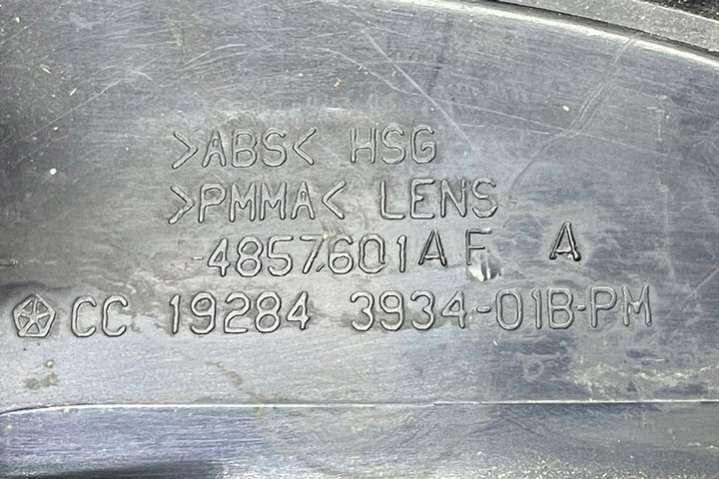 >ABS< HSG
>PMMA< LENS
4857601AF A
CC 19284 3934-01B-PM